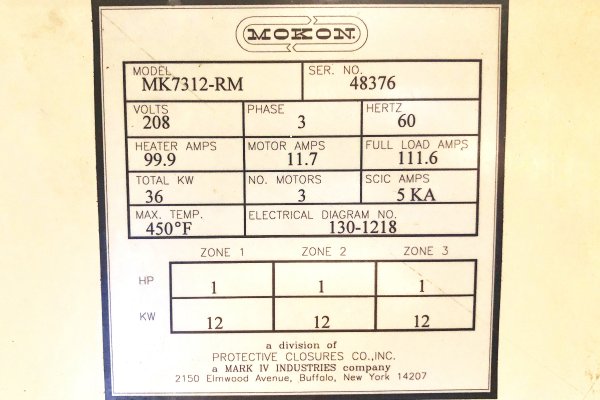 MOKON.
MODEL SER. NO.
MK7312-RM 48376
VOLTS PHASE HERTZ
208 3 60
HEATER AMPS MOTOR AMPS FULL LOAD AMPS
99.9 11.7 111.6
TOTAL KW NO. MOTORS SCIC AMPS
36 3 5 KA
MAX. TEMP. ELECTRICAL DIAGRAM NO.
450°F 130-1218
ZONE 1 ZONE 2 ZONE 3
HP 1 1 1
KW 12 12 12
a division of
PROTECTIVE CLOSURES CO.,INC.
a MARK IV INDUSTRIES company
2150 Elmwood Avenue, Buffalo, New York 14207